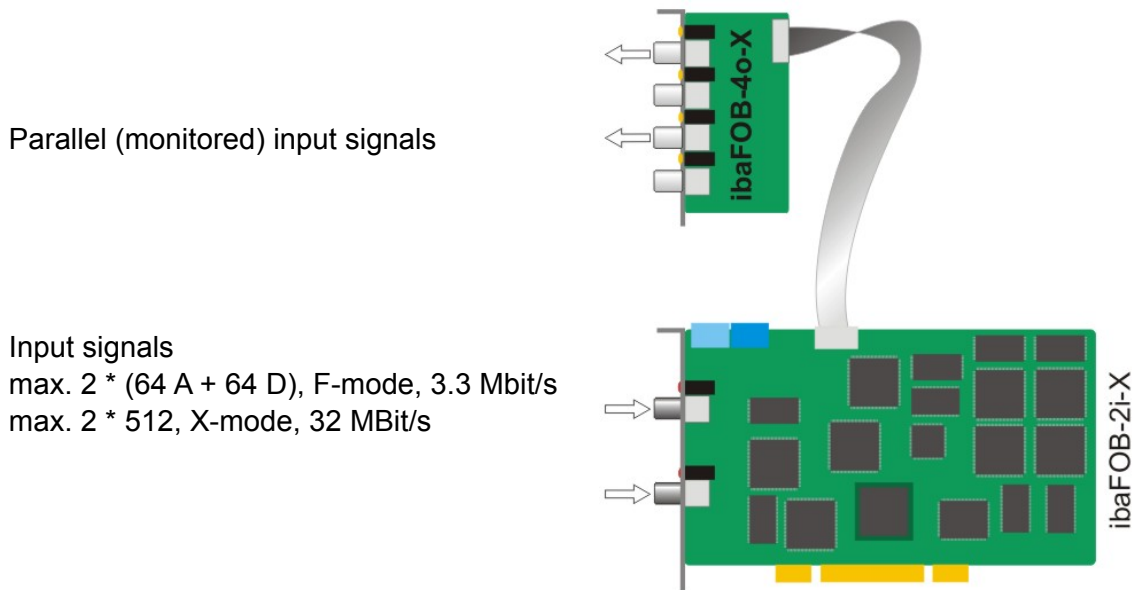 Parallel (monitored) input signals
ibaFOB-4o-X
Input signals
max. 2 * (64 A + 64 D), F-mode, 3.3 Mbit/s
max. 2 * 512, X-mode, 32 MBit/s
ibaFOB-2i-X